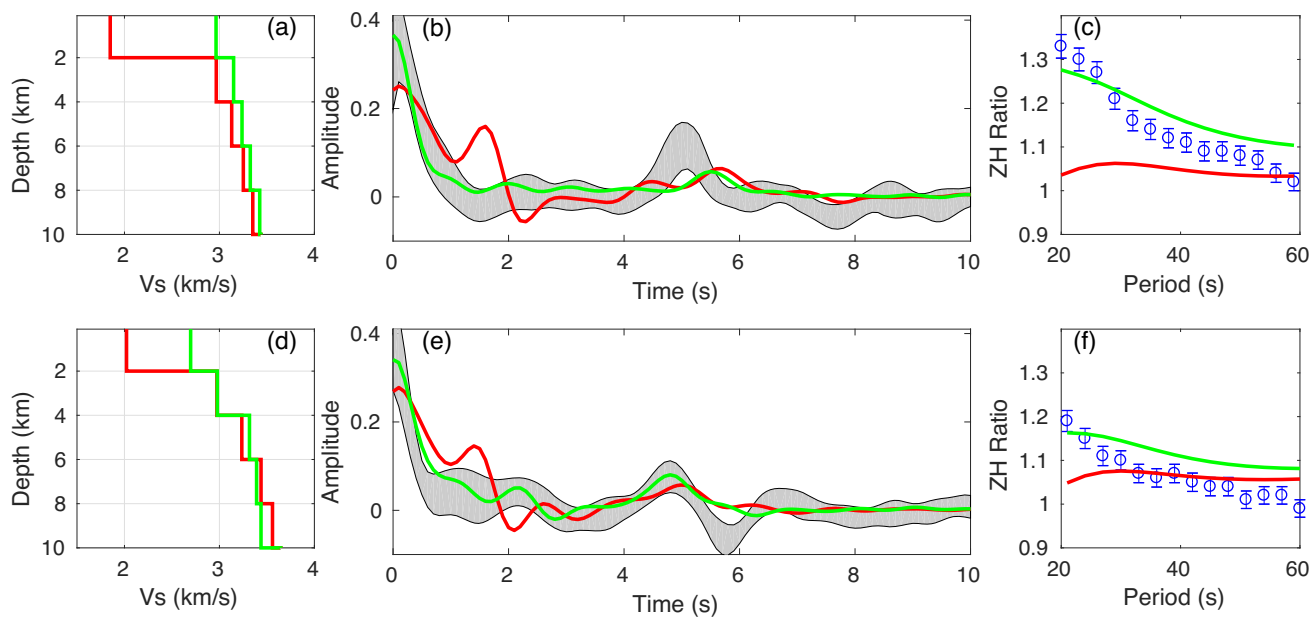 (a)
2
4
6
8
10
Depth (km)
2
3
4
Vs (km/s)
(b)
0.4
0.2
0
Amplitude
0
2
4
6
8
10
Time (s)
(c)
1.3
1.2
1.1
1
0.9
ZH Ratio
20
40
60
Period (s)
(d)
2
4
6
8
10
Depth (km)
2
3
4
Vs (km/s)
(e)
0.4
0.2
0
Amplitude
0
2
4
6
8
10
Time (s)
(f)
1.3
1.2
1.1
1
0.9
ZH Ratio
20
40
60
Period (s)